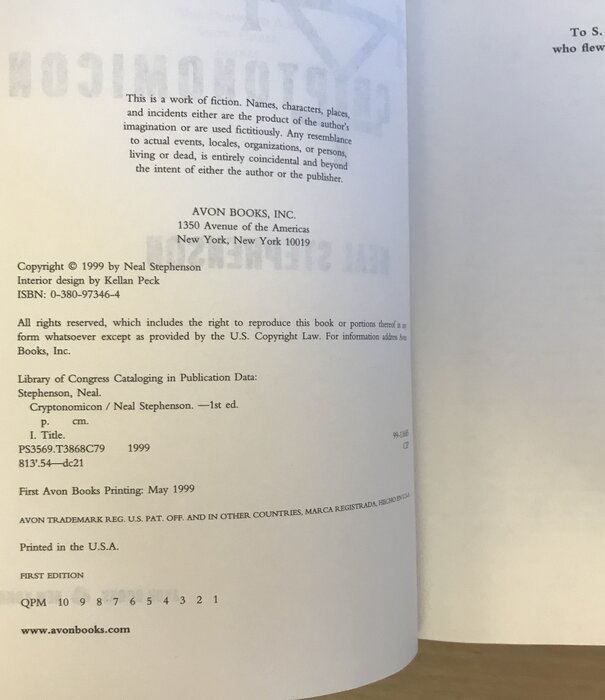 This is a work of fiction. Names, characters, places,
and incidents either are the product of the author's
imagination or are used fictitiously. Any resemblance
to actual events, locales, organizations, or persons,
living or dead, is entirely coincidental and beyond
the intent of either the author or the publisher.
AVON BOOKS, INC.
1350 Avenue of the Americas
New York, New York 10019
Copyright © 1999 by Neal Stephenson
Interior design by Kellan Peck
ISBN: 0-380-97346-4
All rights reserved, which includes the right to reproduce this book or portions thereof in any
form whatsoever except as provided by the U.S. Copyright Law. For information address Avon
Books, Inc.
Library of Congress Cataloging in Publication Data:
Stephenson, Neal.
Cryptonomicon / Neal Stephenson. —1st ed.
p. cm.
I. Title.
PS3569.T3868C79 1999
813'.54—dc21
First Avon Books Printing: May 1999
AVON TRADEMARK REG. U.S. PAT. OFF. AND IN OTHER COUNTRIES, MARCA REGISTRADA, HECHO EN U.S.A.
Printed in the U.S.A.
FIRST EDITION
QPM 10 9 8 7 6 5 4 3 2 1
www.avonbooks.com
To S.
who flew